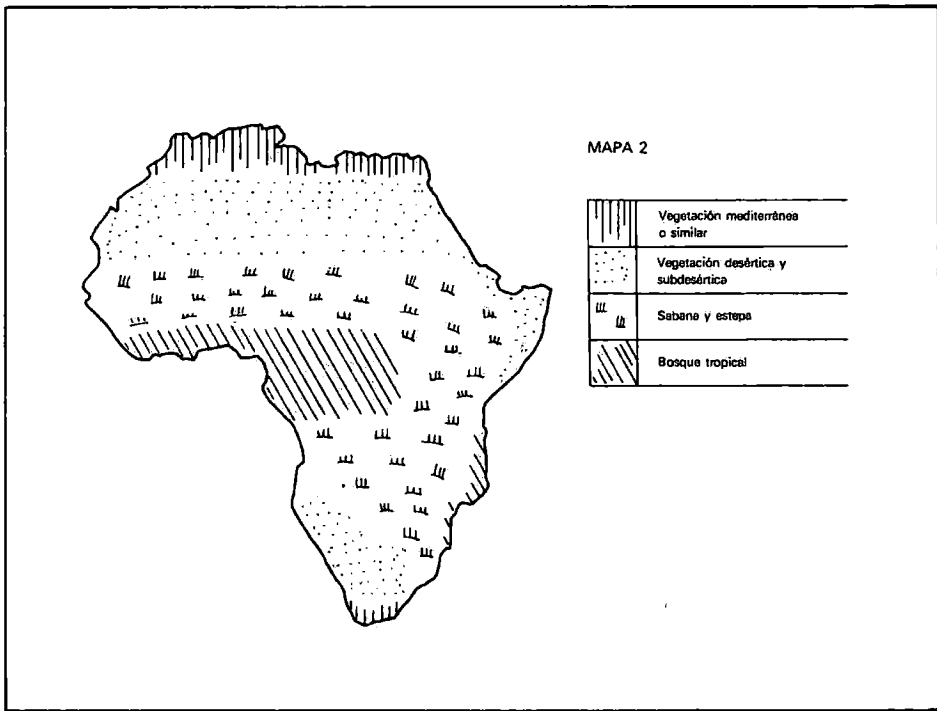 MAPA 2
Vegetación mediterránea
o similar
Vegetación desértica y
subdesértica
Sabana y estepa
Bosque tropical